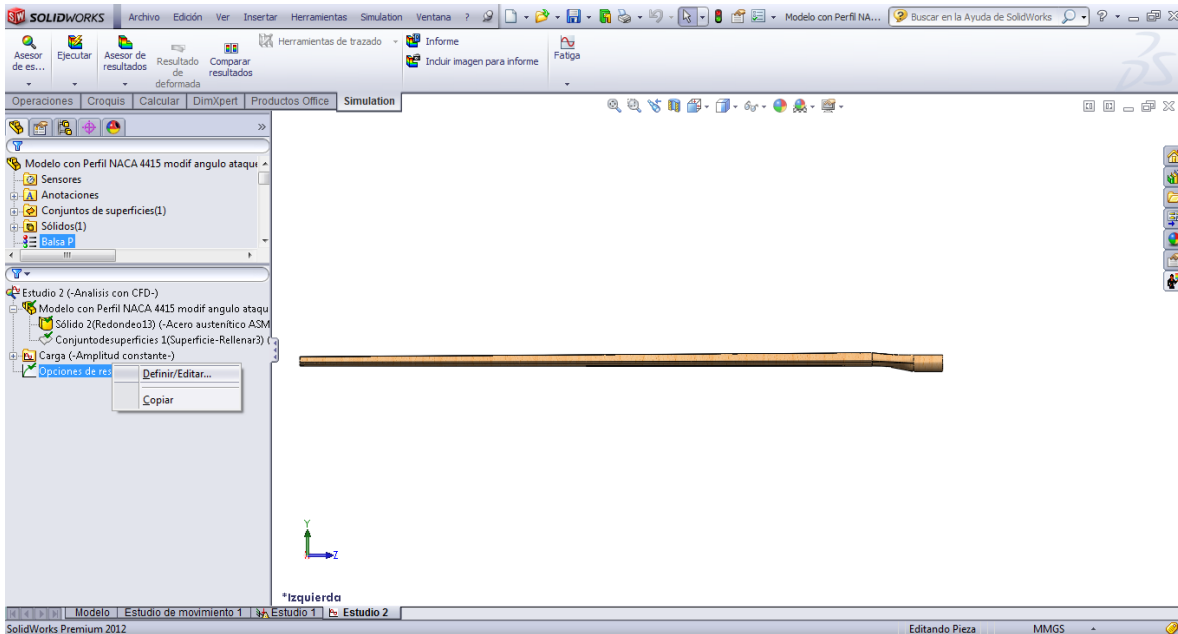 SOLIDWORKS Archivo Edición Ver Insertar Herramientas Simulation Ventana ? Modelo con Perfil NA... Buscar en la Ayuda de SolidWorks ?
Asesor de es...
Ejecutar
Asesor de resultados
Resultado de deformada
Comparar resultados
Herramientas de trazado
Informe
Incluir imagen para informe
Fatiga
Operaciones Croquis Calcular DimXpert Productos Office Simulation
Modelo con Perfil NACA 4415 modif angulo ataque
Sensores
Anotaciones
Conjuntos de superficies(1)
Sólidos(1)
Balsa P
Estudio 2 (-Analisis con CFD-)
Modelo con Perfil NACA 4415 modif angulo ataqu
Sólido 2(Redondeo13) (-Acero austenítico ASM
Conjuntodesuperficies 1(Superficie-Rellenar3) (
Carga (-Amplitud constante-)
Opciones de res
Definir/Editar...
Copiar
Y
Z
*Izquierda
Modelo Estudio de movimiento 1 Estudio 1 Estudio 2
SolidWorks Premium 2012 Editando Pieza MMGS